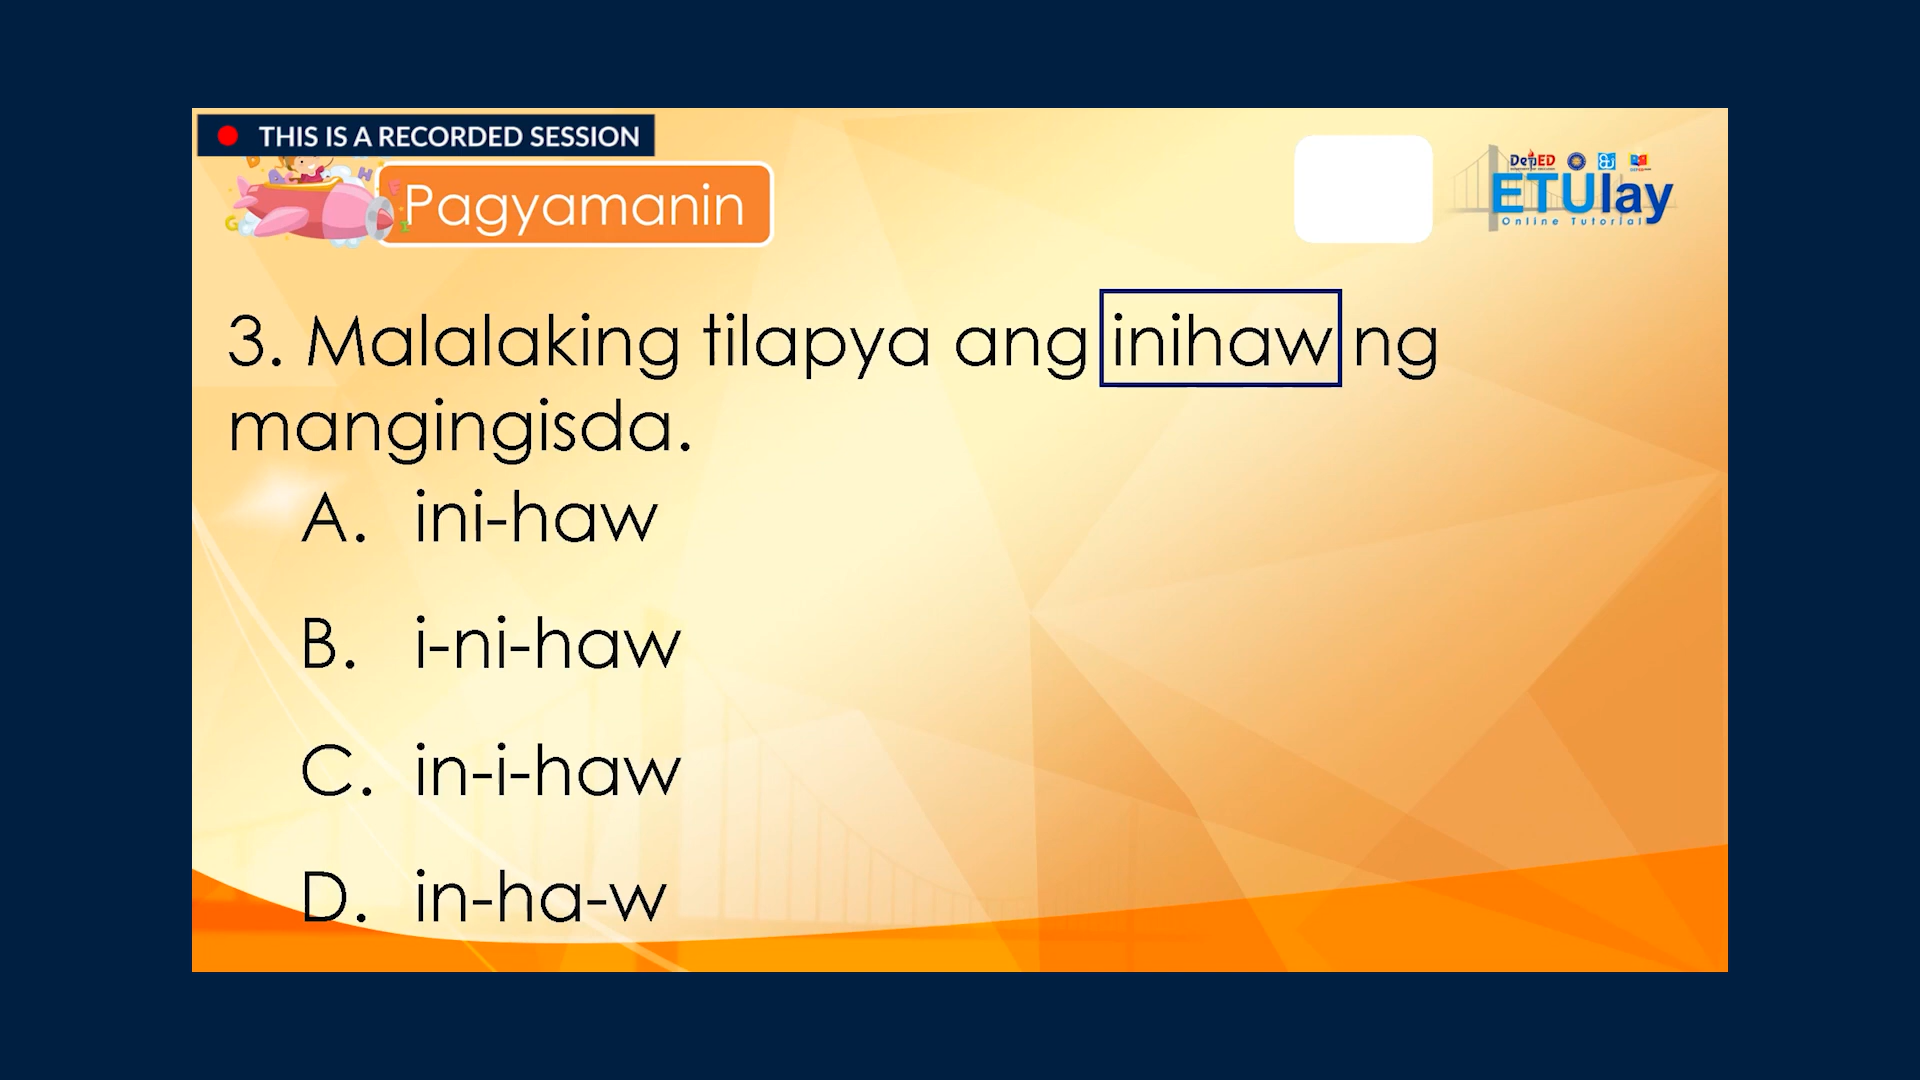 THIS IS A RECORDED SESSION
Pagyamanin
DepED
ETUlay
Online Tutorial
3. Malalaking tilapya ang inihaw ng
mangingisda.
A. ini-haw
B. i-ni-haw
C. in-i-haw
D. in-ha-w